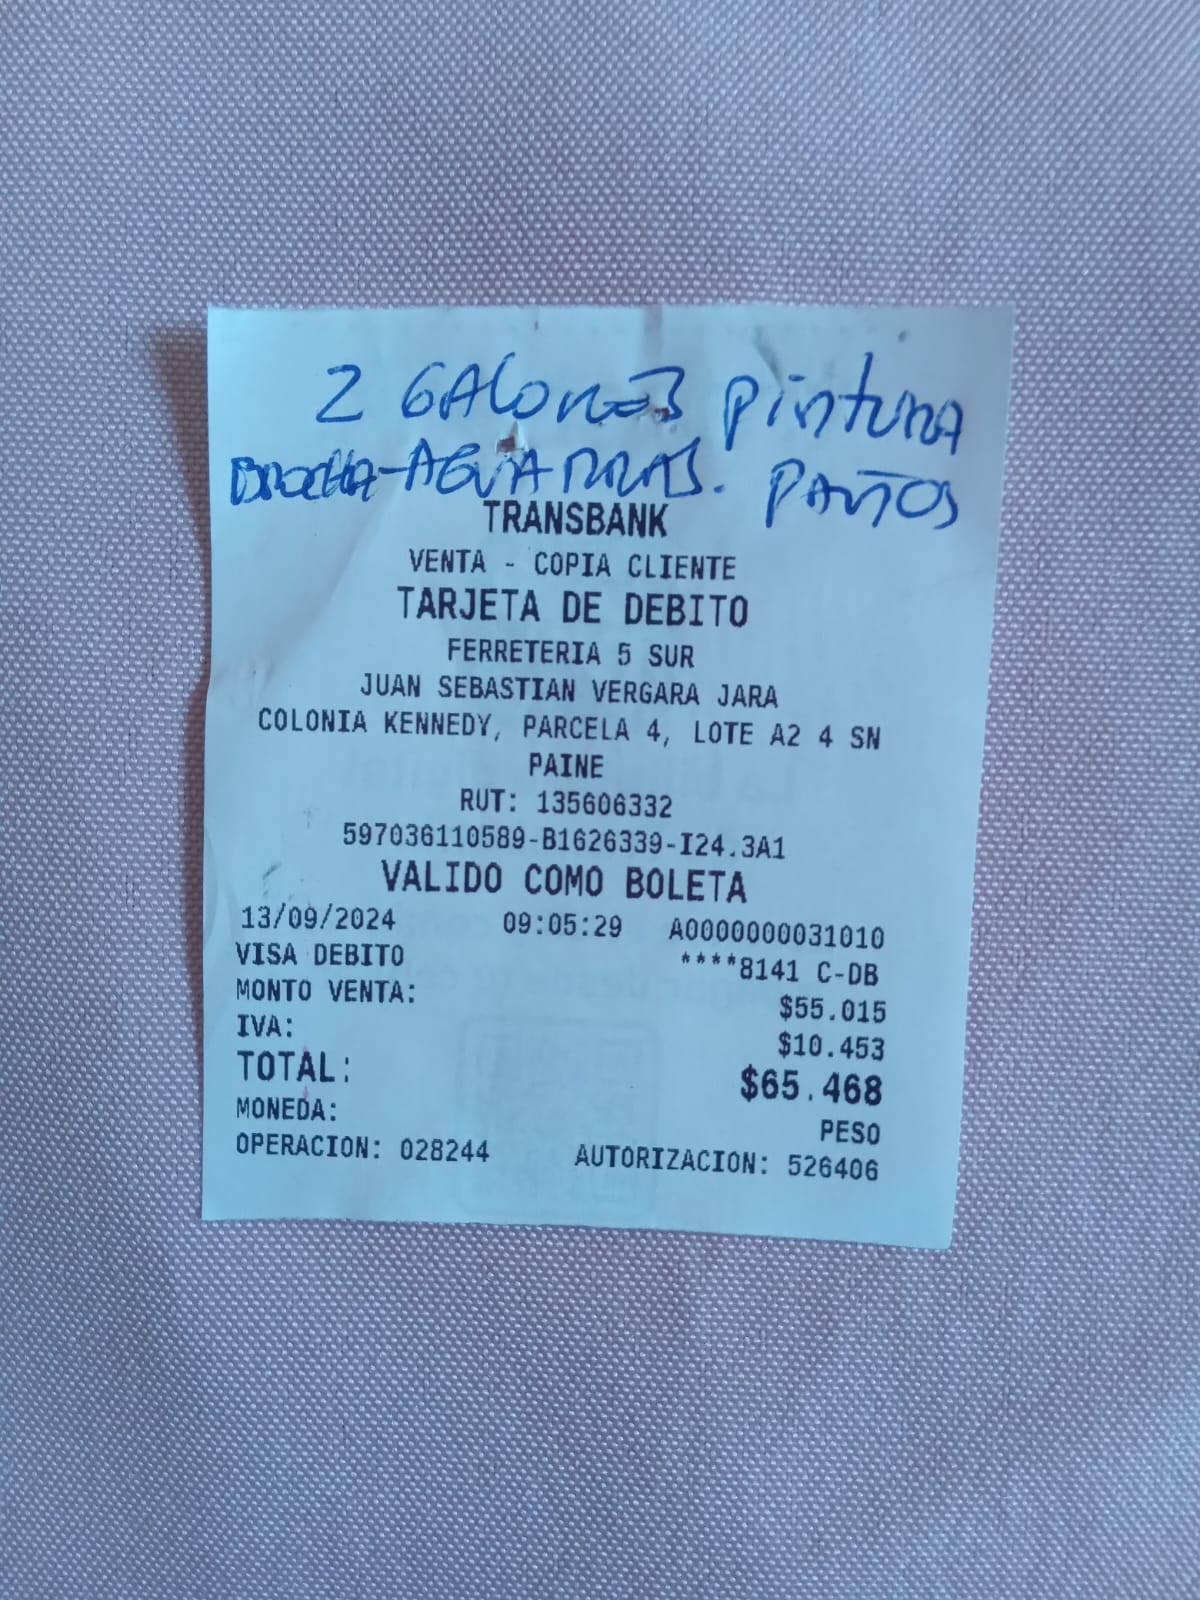 2 GALONES pintura
BROCHA-AGUARRAS. PAÑOS
TRANSBANK
VENTA - COPIA CLIENTE
TARJETA DE DEBITO
FERRETERIA 5 SUR
JUAN SEBASTIAN VERGARA JARA
COLONIA KENNEDY, PARCELA 4, LOTE A2 4 SN
PAINE
RUT: 135606332
597036110589-B1626339-I24.3A1
VALIDO COMO BOLETA
13/09/2024 09:05:29 A0000000031010
VISA DEBITO ****8141 C-DB
MONTO VENTA: $55.015
IVA: $10.453
TOTAL: $65.468
MONEDA: PESO
OPERACION: 028244 AUTORIZACION: 526406